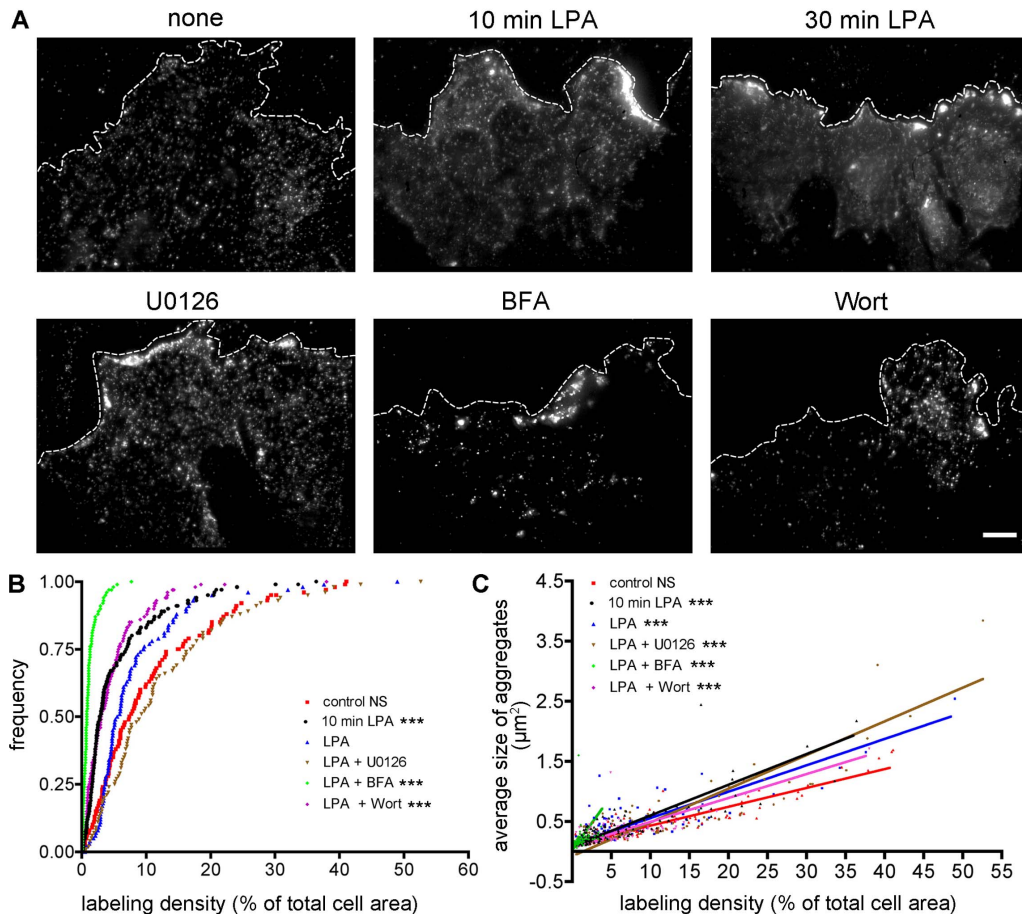 A
none
10 min LPA
30 min LPA
U0126
BFA
Wort
B
1.00
0.75
0.50
0.25
0.00
frequency
0
10
20
30
40
50
60
labeling density (% of total cell area)
control NS
10 min LPA ***
LPA
LPA + U0126
LPA + BFA ***
LPA + Wort ***
C
4.5
3.5
2.5
1.5
0.5
-0.5
average size of aggregates
(µm²)
5
10
15
20
25
30
35
40
45
50
55
labeling density (% of total cell area)
control NS
10 min LPA ***
LPA ***
LPA + U0126 ***
LPA + BFA ***
LPA + Wort ***